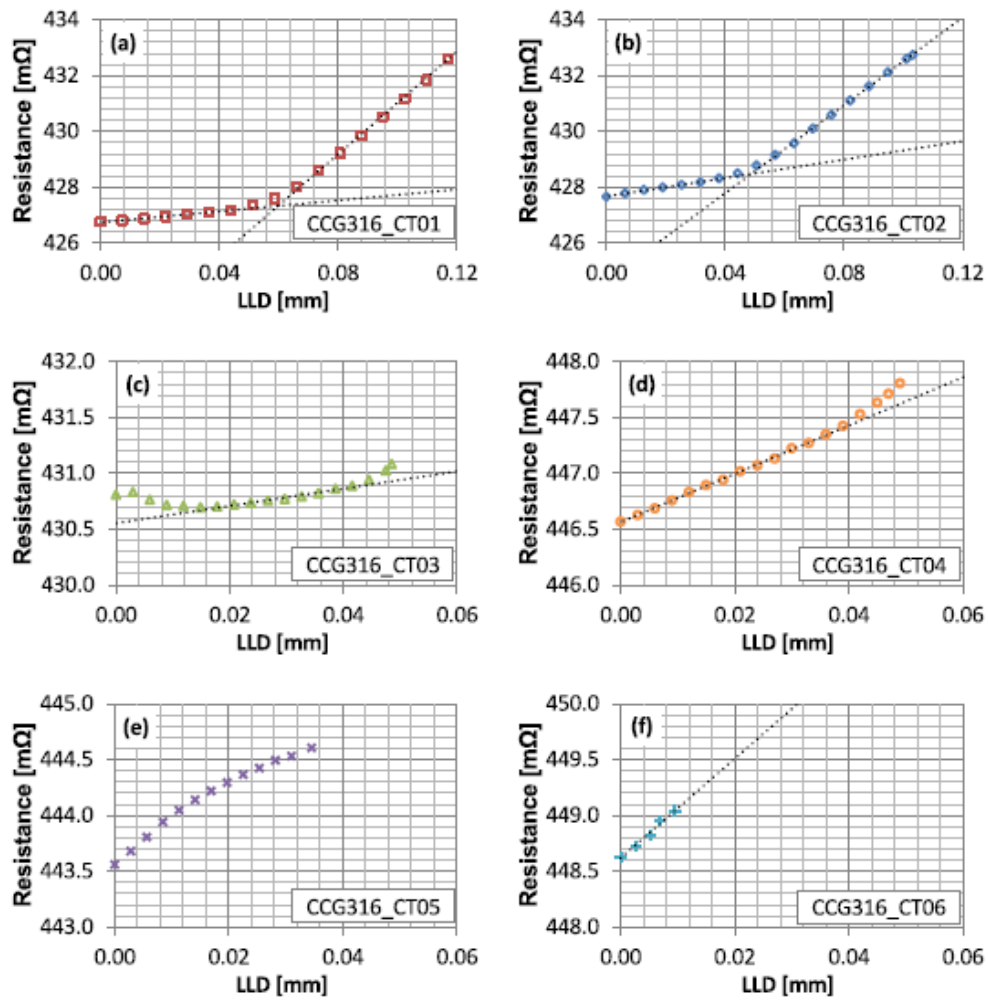 Resistance [mΩ]
434
432
430
428
426
(a)
CCG316_CT01
0.00 0.04 0.08 0.12
LLD [mm]
Resistance [mΩ]
434
432
430
428
426
(b)
CCG316_CT02
0.00 0.04 0.08 0.12
LLD [mm]
Resistance [mΩ]
432.0
431.5
431.0
430.5
430.0
(c)
CCG316_CT03
0.00 0.02 0.04 0.06
LLD [mm]
Resistance [mΩ]
448.0
447.5
447.0
446.5
446.0
(d)
CCG316_CT04
0.00 0.02 0.04 0.06
LLD [mm]
Resistance [mΩ]
445.0
444.5
444.0
443.5
443.0
(e)
CCG316_CT05
0.00 0.02 0.04 0.06
LLD [mm]
Resistance [mΩ]
450.0
449.5
449.0
448.5
448.0
(f)
CCG316_CT06
0.00 0.02 0.04 0.06
LLD [mm]